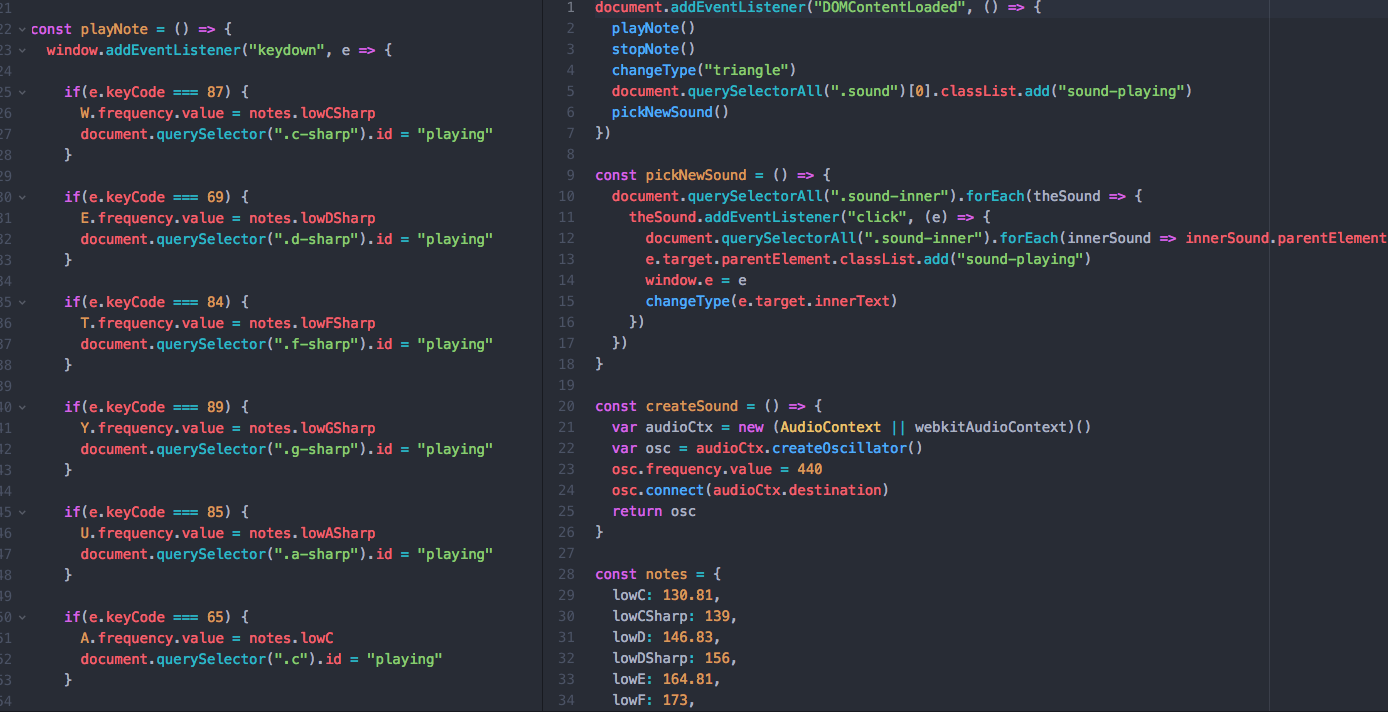 21
22 const playNote = () => {
23 window.addEventListener("keydown", e => {
24
25 if(e.keyCode === 87) {
26 W.frequency.value = notes.lowCSharp
27 document.querySelector(".c-sharp").id = "playing"
28 }
29
30 if(e.keyCode === 69) {
31 E.frequency.value = notes.lowDSharp
32 document.querySelector(".d-sharp").id = "playing"
33 }
34
35 if(e.keyCode === 84) {
36 T.frequency.value = notes.lowFSharp
37 document.querySelector(".f-sharp").id = "playing"
38 }
39
40 if(e.keyCode === 89) {
41 Y.frequency.value = notes.lowGSharp
42 document.querySelector(".g-sharp").id = "playing"
43 }
44
45 if(e.keyCode === 85) {
46 U.frequency.value = notes.lowASharp
47 document.querySelector(".a-sharp").id = "playing"
48 }
49
50 if(e.keyCode === 65) {
51 A.frequency.value = notes.lowC
52 document.querySelector(".c").id = "playing"
53 }
54
1 document.addEventListener("DOMContentLoaded", () => {
2 playNote()
3 stopNote()
4 changeType("triangle")
5 document.querySelectorAll(".sound")[0].classList.add("sound-playing")
6 pickNewSound()
7 })
8
9 const pickNewSound = () => {
10 document.querySelectorAll(".sound-inner").forEach(theSound => {
11 theSound.addEventListener("click", (e) => {
12 document.querySelectorAll(".sound-inner").forEach(innerSound => innerSound.parentElement
13 e.target.parentElement.classList.add("sound-playing")
14 window.e = e
15 changeType(e.target.innerText)
16 })
17 })
18 }
19
20 const createSound = () => {
21 var audioCtx = new (AudioContext || webkitAudioContext)()
22 var osc = audioCtx.createOscillator()
23 osc.frequency.value = 440
24 osc.connect(audioCtx.destination)
25 return osc
26 }
27
28 const notes = {
29 lowC: 130.81,
30 lowCSharp: 139,
31 lowD: 146.83,
32 lowDSharp: 156,
33 lowE: 164.81,
34 lowF: 173,